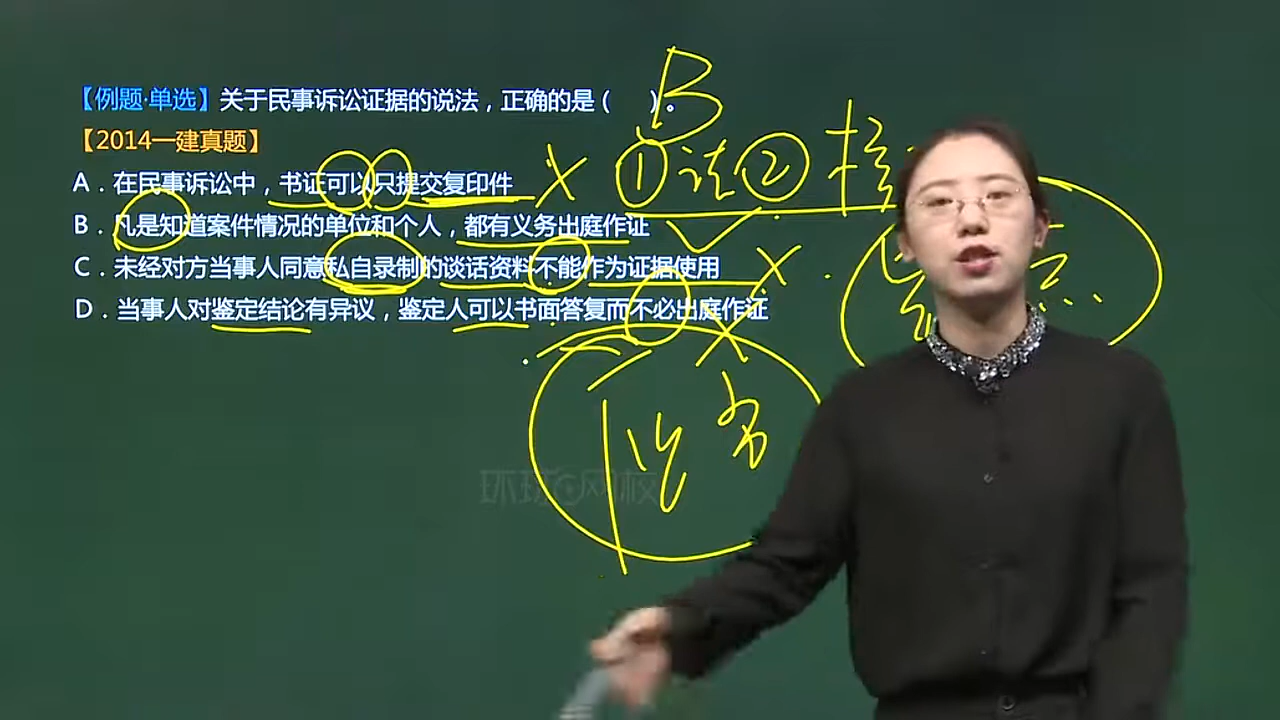 【例题·单选】关于民事诉讼证据的说法，正确的是（ ）。
【2014一建真题】
A．在民事诉讼中，书证可以只提交复印件
B．凡是知道案件情况的单位和个人，都有义务出庭作证
C．未经对方当事人同意私自录制的谈话资料不能作为证据使用
D．当事人对鉴定结论有异议，鉴定人可以书面答复而不必出庭作证
B
① ②
环球网校